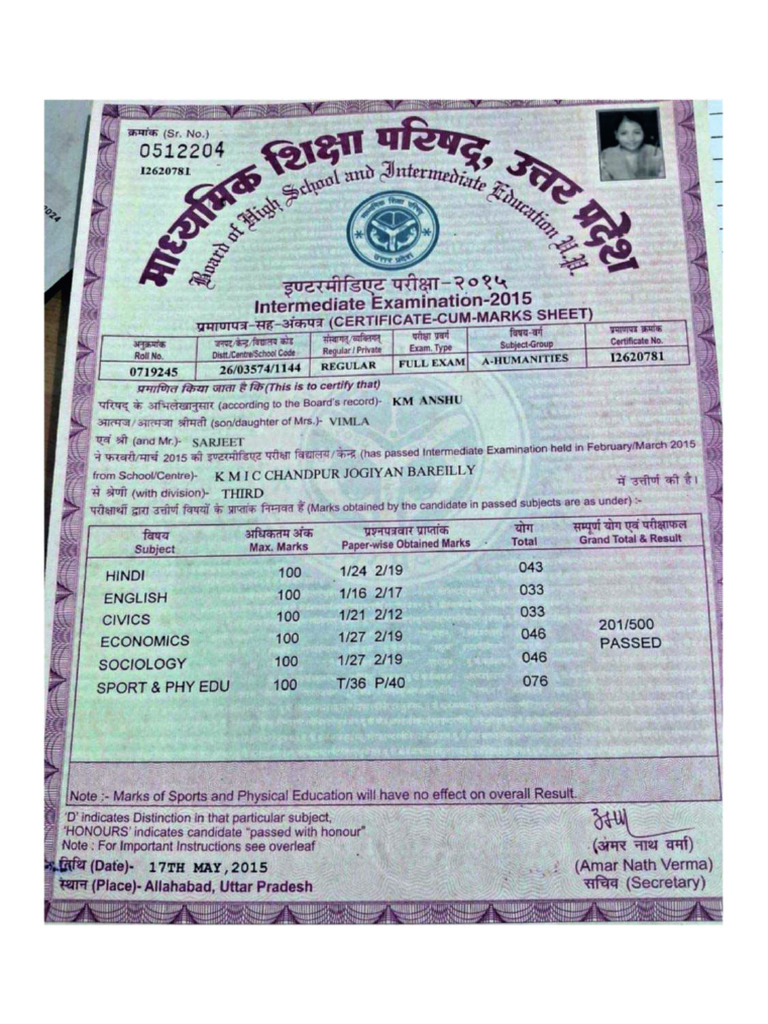 क्रमांक (Sr. No.)
0512204
I2620781
माध्यमिक शिक्षा परिषद्, उत्तर प्रदेश
Board of High School and Intermediate Education U.P.
माध्यमिक शिक्षा परिषद्
उत्तर प्रदेश
इण्टरमीडिएट परीक्षा-२०१५
Intermediate Examination-2015
प्रमाणपत्र-सह-अंकपत्र (CERTIFICATE-CUM-MARKS SHEET)
अनुक्रमांक जनपद/केन्द्र/विद्यालय कोड संस्थागत/व्यक्तिगत परीक्षा प्रवर्ग विषय-वर्ग प्रमाणपत्र क्रमांक
Roll No. Distt./Centre/School Code Regular / Private Exam. Type Subject-Group Certificate No.
0719245 26/03574/1144 REGULAR FULL EXAM A-HUMANITIES I2620781
प्रमाणित किया जाता है कि(This is to certify that)
परिषद के अभिलेखानुसार (according to the Board's record)- KM ANSHU
आत्मज/आत्मजा श्रीमती (son/daughter of Mrs.)- VIMLA
एवं श्री (and Mr.)- SARJEET
ने फरवरी/मार्च 2015 की इण्टरमीडिएट परीक्षा विद्यालय/केन्द्र (has passed Intermediate Examination held in February/March 2015
from School/Centre)- K M I C CHANDPUR JOGIYAN BAREILLY में उत्तीर्ण की है।
से श्रेणी (with division)- THIRD
परीक्षार्थी द्वारा उत्तीर्ण विषयों के प्राप्तांक निम्नवत हैं (Marks obtained by the candidate in passed subjects are as under) :-
विषय अधिकतम अंक प्रश्नपत्रवार प्राप्तांक योग सम्पूर्ण योग एवं परीक्षाफल
Subject Max. Marks Paper-wise Obtained Marks Total Grand Total & Result
HINDI 100 1/24 2/19 043
ENGLISH 100 1/16 2/17 033
CIVICS 100 1/21 2/12 033
201/500
ECONOMICS 100 1/27 2/19 046
PASSED
SOCIOLOGY 100 1/27 2/19 046
SPORT & PHY EDU 100 T/36 P/40 076
Note :- Marks of Sports and Physical Education will have no effect on overall Result.
'D' indicates Distinction in that particular subject,
'HONOURS' indicates candidate "passed with honour"
Note : For Important Instructions see overleaf
तिथि (Date)- 17TH MAY,2015
स्थान (Place)- Allahabad, Uttar Pradesh
(अमर नाथ वर्मा)
(Amar Nath Verma)
सचिव (Secretary)
2024